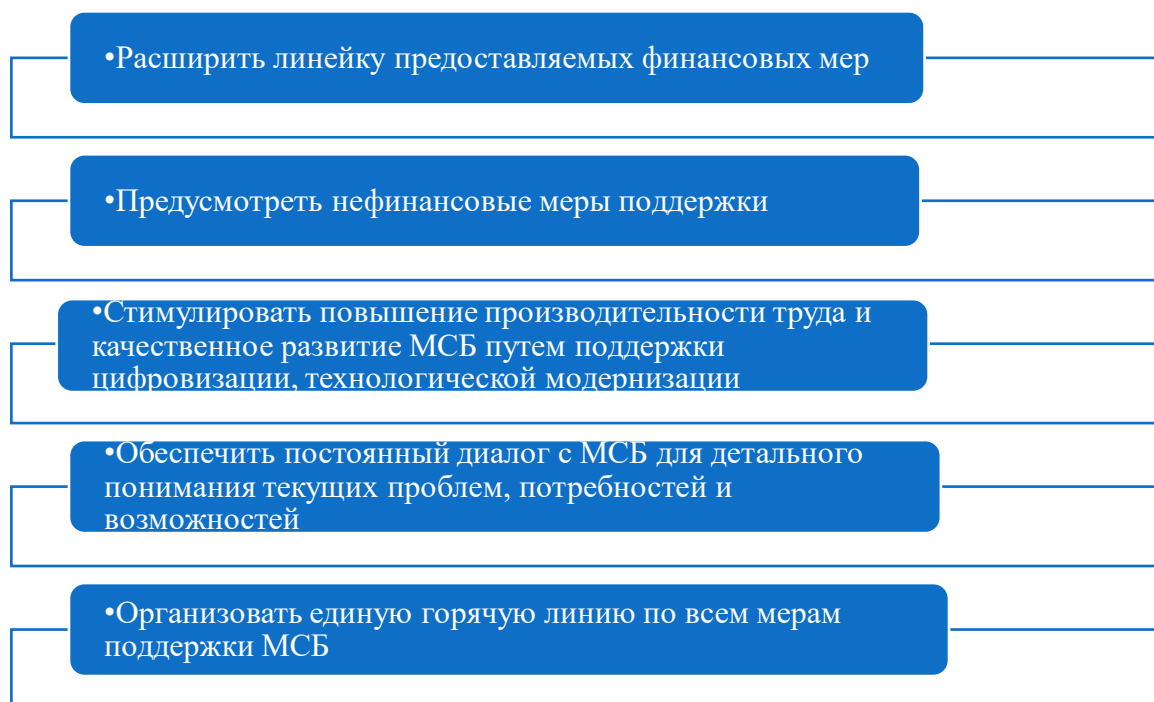 •Расширить линейку предоставляемых финансовых мер
•Предусмотреть нефинансовые меры поддержки
•Стимулировать повышение производительности труда и
качественное развитие МСБ путем поддержки
цифровизации, технологической модернизации
•Обеспечить постоянный диалог с МСБ для детального
понимания текущих проблем, потребностей и
возможностей
•Организовать единую горячую линию по всем мерам
поддержки МСБ